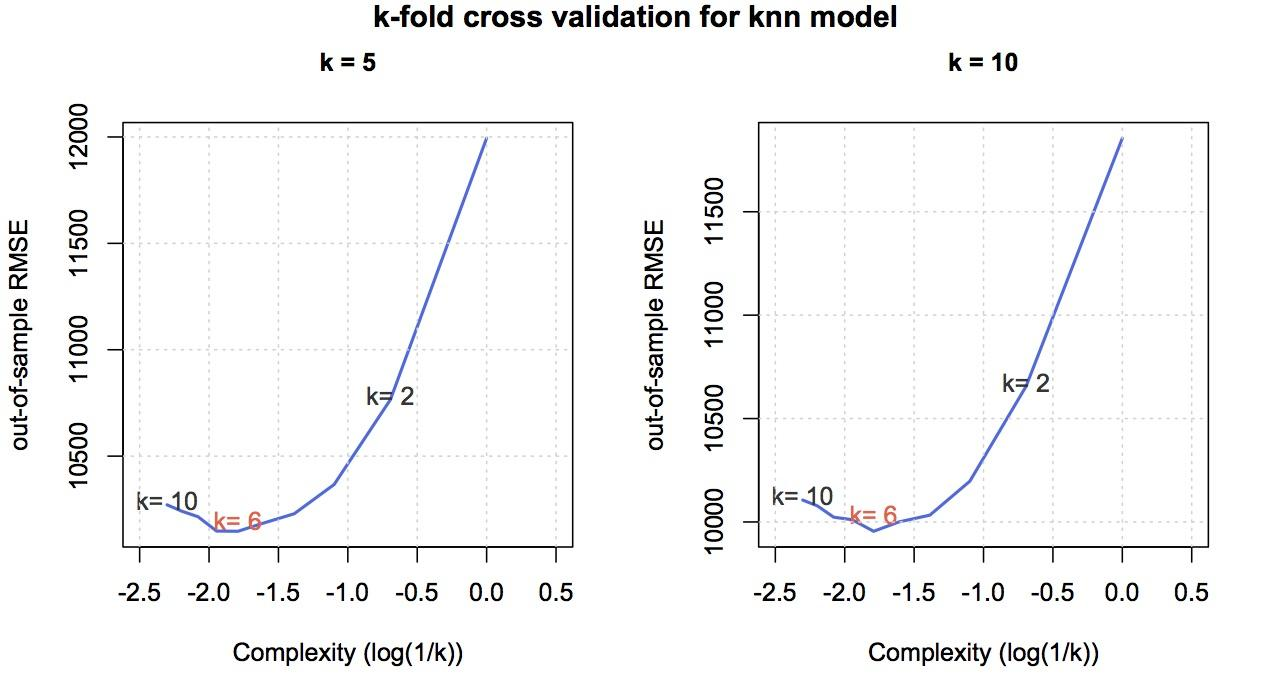 k-fold cross validation for knn model
k = 5
out-of-sample RMSE
12000
11500
11000
10500
k= 2
k= 10
k= 6
-2.5 -2.0 -1.5 -1.0 -0.5 0.0 0.5
Complexity (log(1/k))
k = 10
out-of-sample RMSE
11500
11000
10500
10000
k= 2
k= 10
k= 6
-2.5 -2.0 -1.5 -1.0 -0.5 0.0 0.5
Complexity (log(1/k))